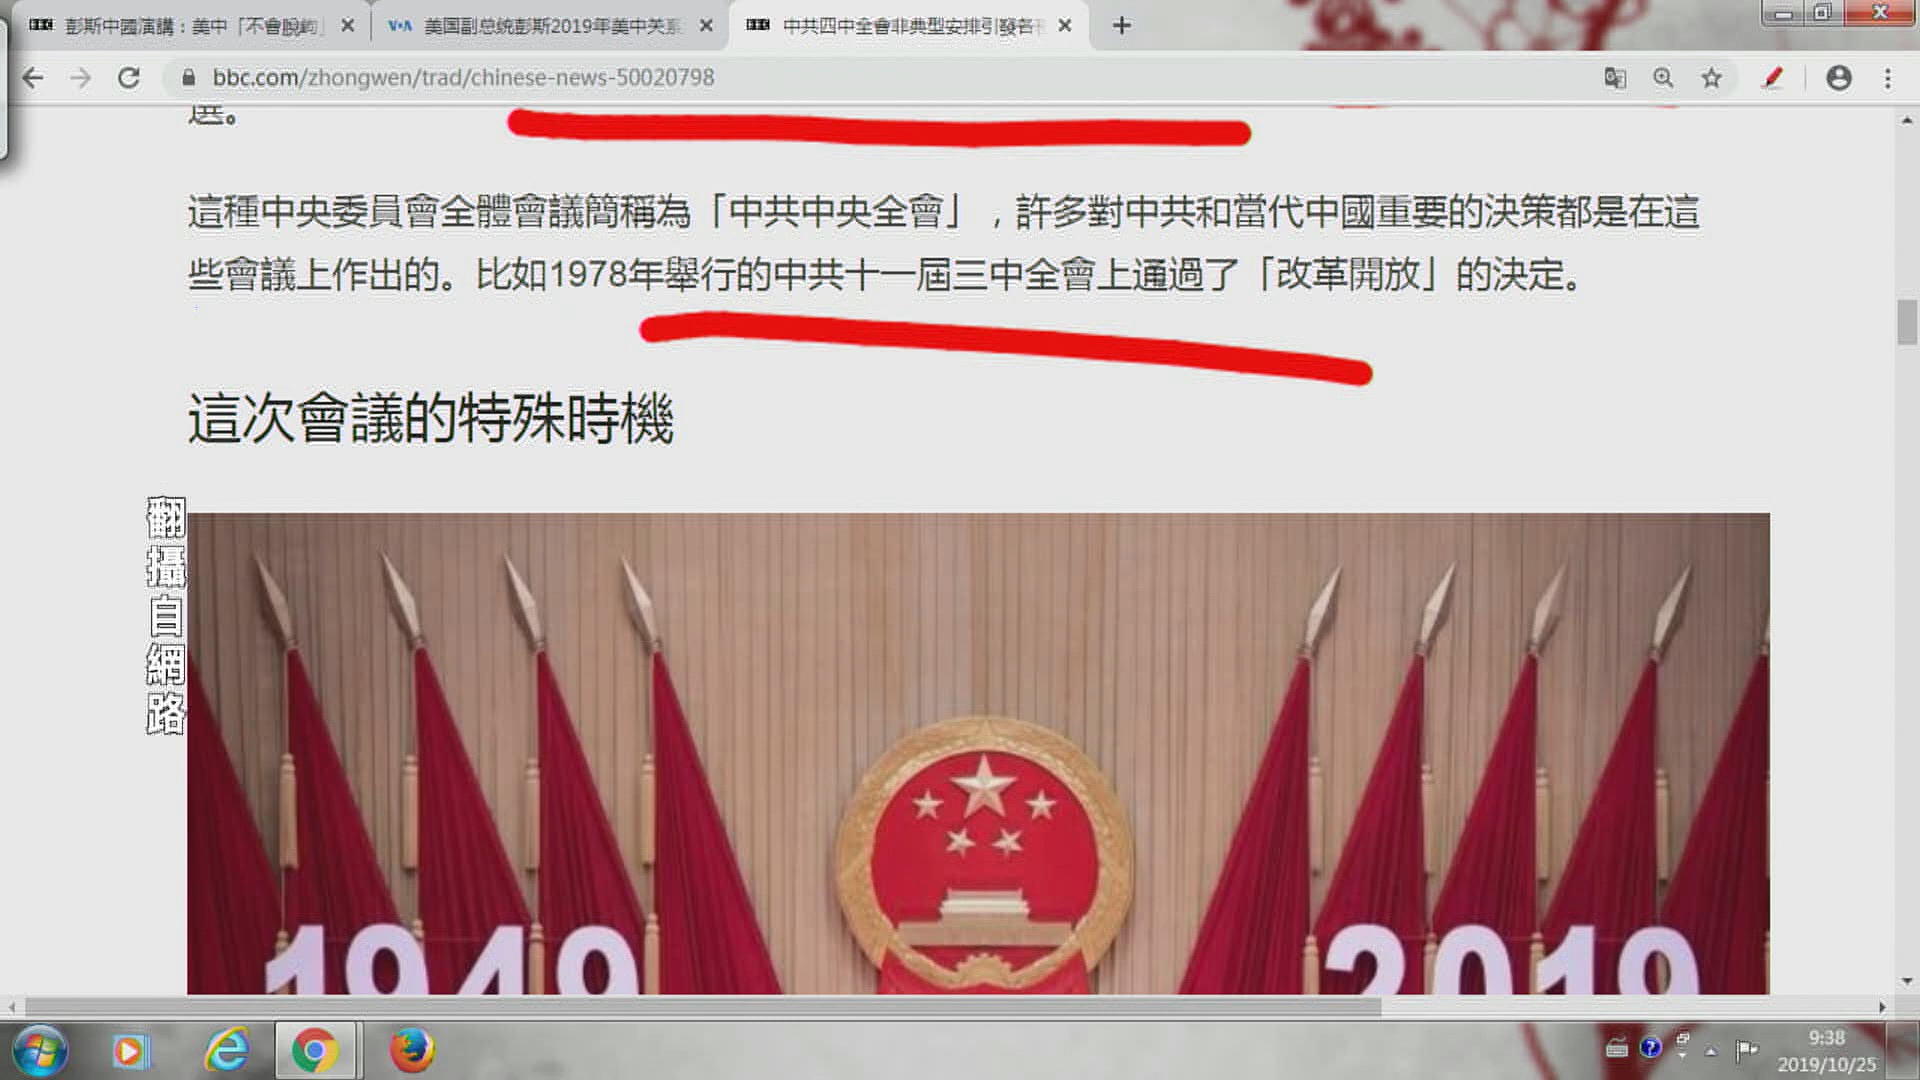 彭斯中國演講：美中「不會脫鉤」
美国副总统彭斯2019年美中关系
中共四中全會非典型安排引發各
bbc.com/zhongwen/trad/chinese-news-50020798
選。
這種中央委員會全體會議簡稱為「中共中央全會」，許多對中共和當代中國重要的決策都是在這
些會議上作出的。比如1978年舉行的中共十一屆三中全會上通過了「改革開放」的決定。
這次會議的特殊時機
翻攝自網路
1949
2019
9:38
2019/10/25